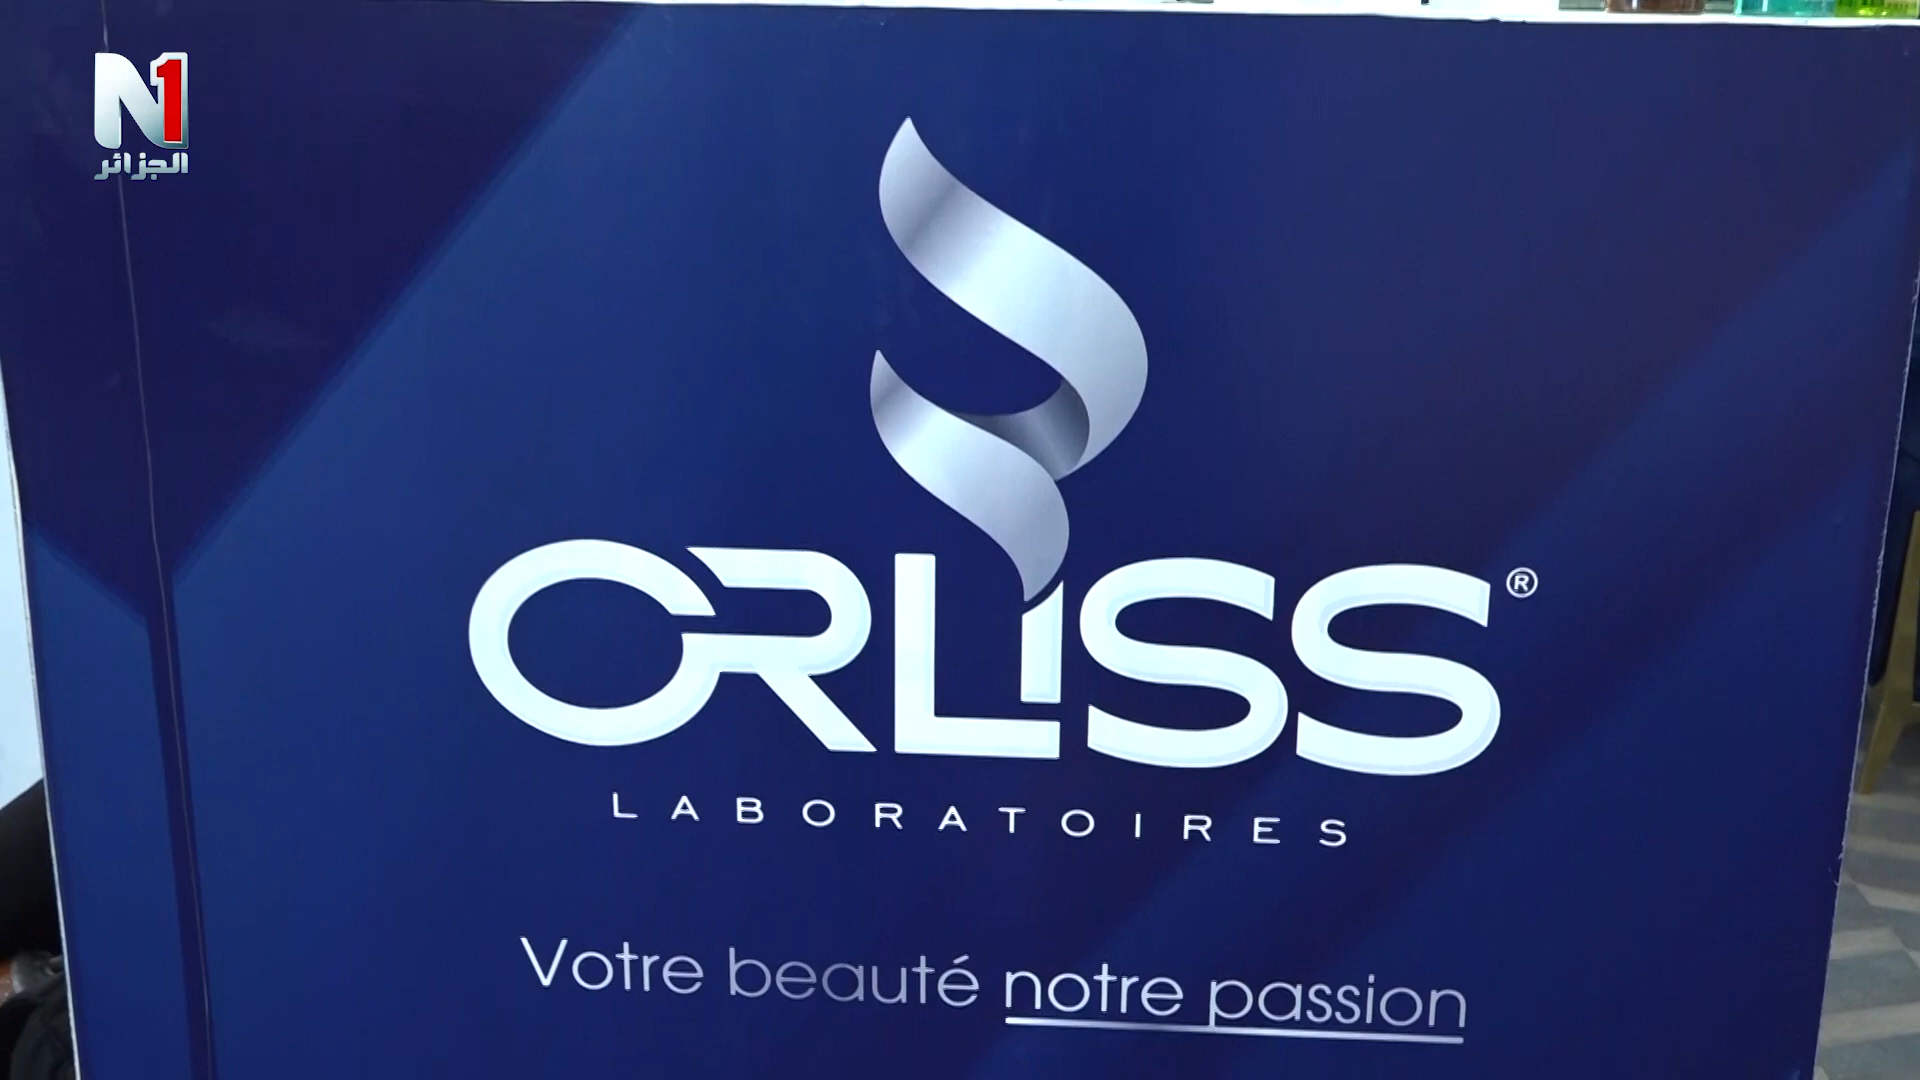 N1
الجزائر
ORLISS®
LABORATOIRES
Votre beauté notre passion